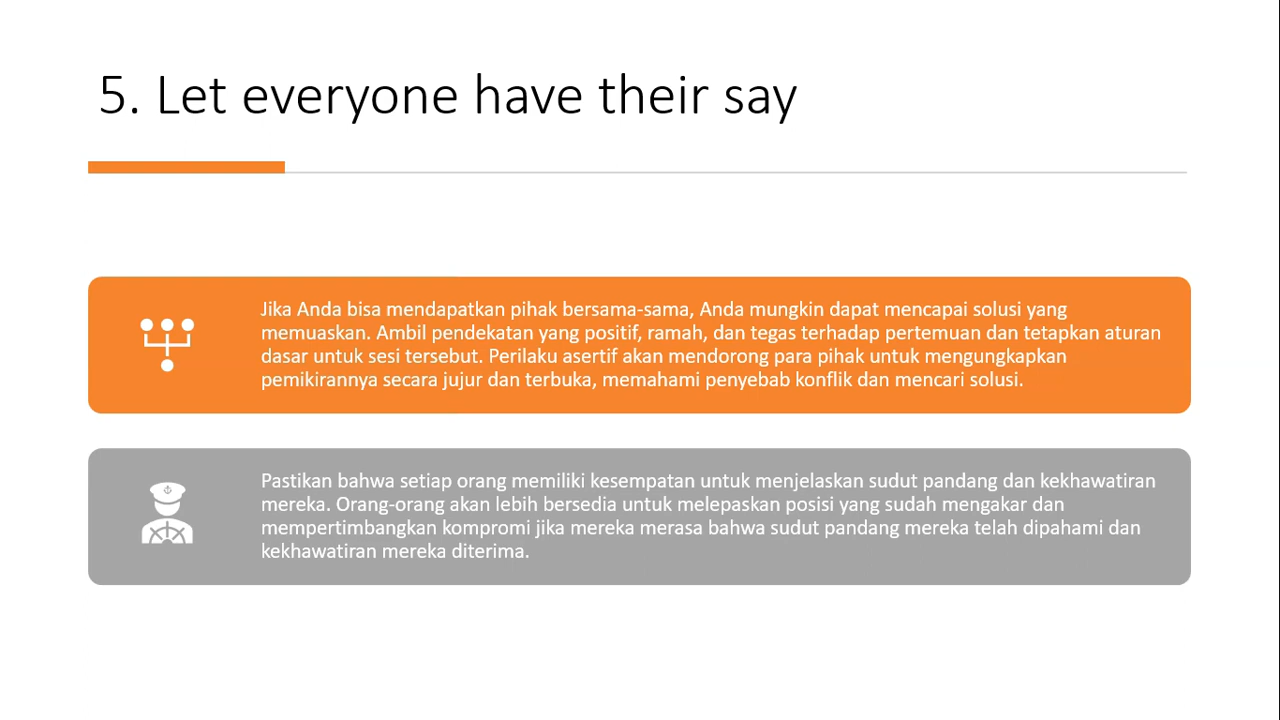 5. Let everyone have their say
Jika Anda bisa mendapatkan pihak bersama-sama, Anda mungkin dapat mencapai solusi yang
memuaskan. Ambil pendekatan yang positif, ramah, dan tegas terhadap pertemuan dan tetapkan aturan
dasar untuk sesi tersebut. Perilaku asertif akan mendorong para pihak untuk mengungkapkan
pemikirannya secara jujur dan terbuka, memahami penyebab konflik dan mencari solusi.
Pastikan bahwa setiap orang memiliki kesempatan untuk menjelaskan sudut pandang dan kekhawatiran
mereka. Orang-orang akan lebih bersedia untuk melepaskan posisi yang sudah mengakar dan
mempertimbangkan kompromi jika mereka merasa bahwa sudut pandang mereka telah dipahami dan
kekhawatiran mereka diterima.